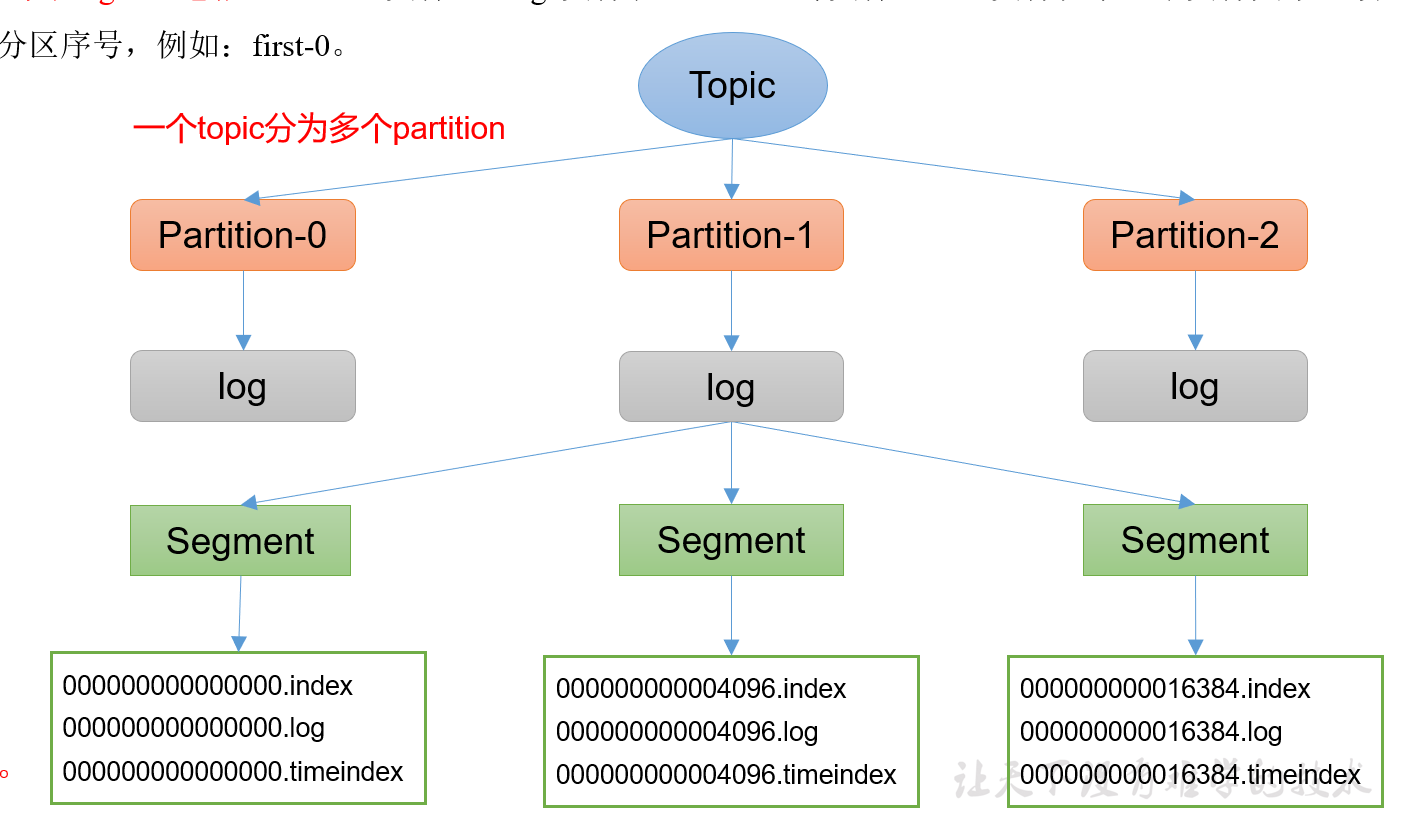 分区序号，例如：first-0。
Topic
一个topic分为多个partition
Partition-0
Partition-1
Partition-2
log
log
log
Segment
Segment
Segment
000000000000000.index
000000000000000.log
000000000000000.timeindex
000000000004096.index
000000000004096.log
000000000004096.timeindex
000000000016384.index
000000000016384.log
000000000016384.timeindex
。
让天下没有难学的技术